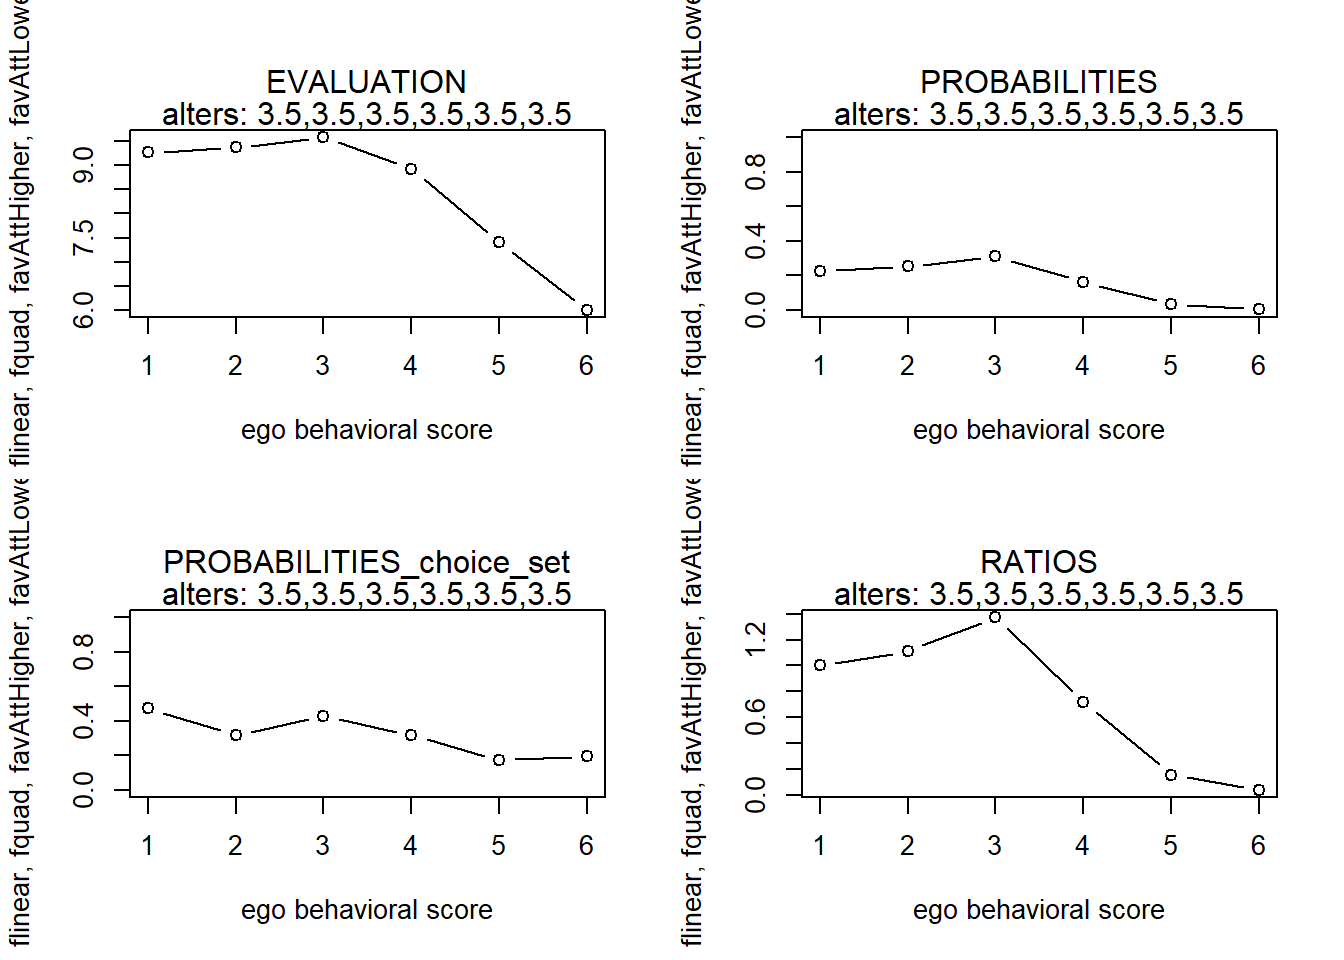 EVALUATION
alters: 3.5,3.5,3.5,3.5,3.5,3.5
flinear, fquad, favAttHigher, favAttLowe
9.0
7.5
6.0
1 2 3 4 5 6
ego behavioral score
PROBABILITIES
alters: 3.5,3.5,3.5,3.5,3.5,3.5
flinear, fquad, favAttHigher, favAttLowe
0.8
0.4
0.0
1 2 3 4 5 6
ego behavioral score
PROBABILITIES_choice_set
alters: 3.5,3.5,3.5,3.5,3.5,3.5
flinear, fquad, favAttHigher, favAttLowe
0.8
0.4
0.0
1 2 3 4 5 6
ego behavioral score
RATIOS
alters: 3.5,3.5,3.5,3.5,3.5,3.5
flinear, fquad, favAttHigher, favAttLowe
1.2
0.6
0.0
1 2 3 4 5 6
ego behavioral score